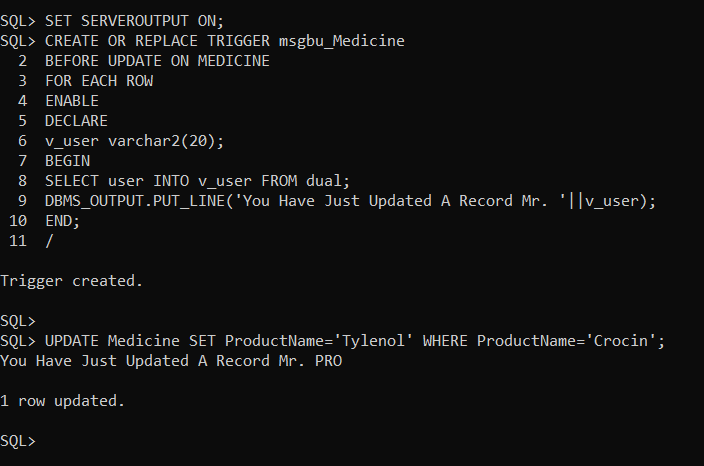 SQL> SET SERVEROUTPUT ON;
SQL> CREATE OR REPLACE TRIGGER msgbu_Medicine
2 BEFORE UPDATE ON MEDICINE
3 FOR EACH ROW
4 ENABLE
5 DECLARE
6 v_user varchar2(20);
7 BEGIN
8 SELECT user INTO v_user FROM dual;
9 DBMS_OUTPUT.PUT_LINE('You Have Just Updated A Record Mr. '||v_user);
10 END;
11 /
Trigger created.
SQL>
SQL> UPDATE Medicine SET ProductName='Tylenol' WHERE ProductName='Crocin';
You Have Just Updated A Record Mr. PRO
1 row updated.
SQL>